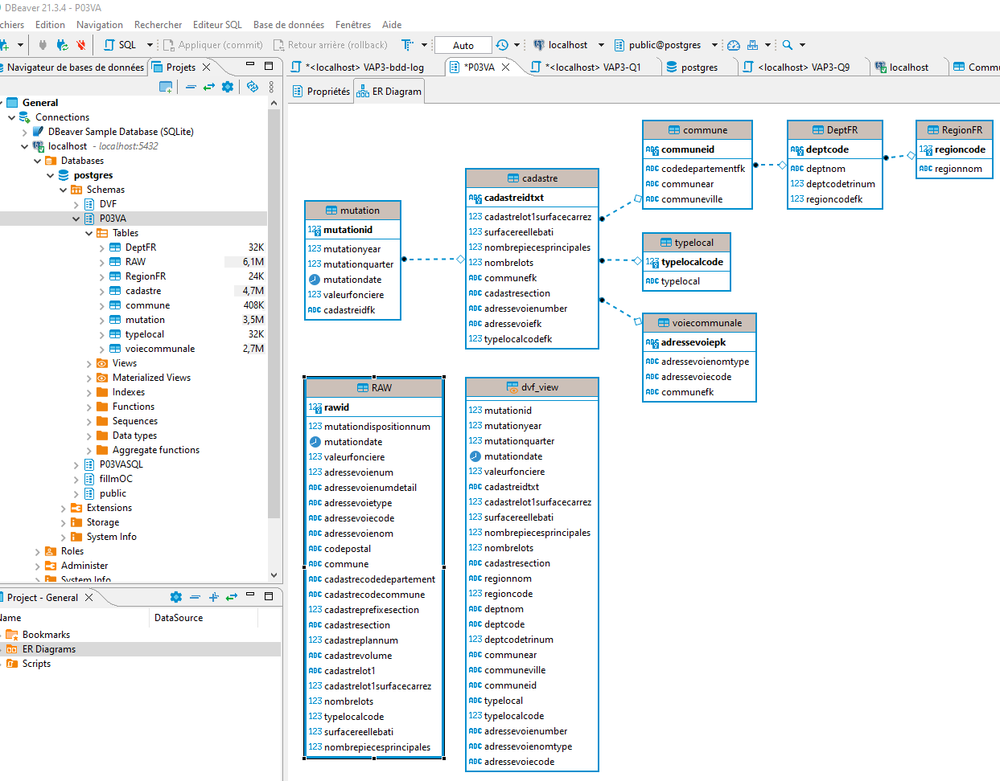 DBeaver 21.3.4 - P03VA
chiers Edition Navigation Rechercher Editeur SQL Base de données Fenêtres Aide
SQL Appliquer (commit) Retour arrière (rollback) T Auto localhost public@postgres
Navigateur de bases de données Projets
*<localhost> VAP3-bdd-log *P03VA *<localhost> VAP3-Q1 postgres <localhost> VAP3-Q9 localhost Commu
Propriétés ER Diagram
General
Connections
DBeaver Sample Database (SQLite)
localhost - localhost:5432
Databases
postgres
Schemas
DVF
P03VA
Tables
DeptFR 32K
RAW 6,1M
RegionFR 24K
cadastre 4,7M
commune 408K
mutation 3,5M
typelocal 32K
voiecommunale 2,7M
Views
Materialized Views
Indexes
Functions
Sequences
Data types
Aggregate functions
P03VASQL
fillmOC
public
Extensions
Storage
System Info
Roles
Administer
System Info
Project - General
Name DataSource
Bookmarks
ER Diagrams
Scripts
mutation
123 mutationid
123 mutationyear
123 mutationquarter
mutationdate
123 valeurfonciere
ABC cadastreidfk
cadastre
ABC cadastreidtxt
123 cadastrelot1surfacecarrez
123 surfacereellebati
123 nombrepiecesprincipales
123 nombrelots
ABC communefk
ABC cadastresection
123 adressevoienumber
ABC adressevoiefk
123 typelocalcodefk
commune
ABC communeid
ABC codedepartementfk
ABC communear
ABC communeville
DeptFR
ABC deptcode
ABC deptnom
123 deptcodetrinum
123 regioncodefk
RegionFR
123 regioncode
ABC regionnom
typelocal
123 typelocalcode
ABC typelocal
voiecommunale
ABC adressevoiepk
ABC adressevoienomtype
ABC adressevoiecode
ABC communefk
RAW
123 rawid
123 mutationdispositionnum
mutationdate
123 valeurfonciere
123 adressevoienum
ABC adressevoienumdetail
ABC adressevoietype
ABC adressevoiecode
ABC adressevoienom
ABC codepostal
ABC commune
ABC cadastrecodedepartement
ABC cadastrecodecommune
123 cadastreprefixesection
ABC cadastresection
123 cadastreplannum
ABC cadastrevolume
ABC cadastrelot1
123 cadastrelot1surfacecarrez
123 nombrelots
123 typelocalcode
123 surfacereellebati
123 nombrepiecesprincipales
dvf_view
123 mutationid
123 mutationyear
123 mutationquarter
mutationdate
123 valeurfonciere
ABC cadastreidtxt
123 cadastrelot1surfacecarrez
123 surfacereellebati
123 nombrepiecesprincipales
123 nombrelots
ABC cadastresection
ABC regionnom
123 regioncode
ABC deptnom
ABC deptcode
123 deptcodetrinum
ABC communear
ABC communeville
ABC communeid
ABC typelocal
123 typelocalcode
123 adressevoienumber
ABC adressevoienomtype
ABC adressevoiecode